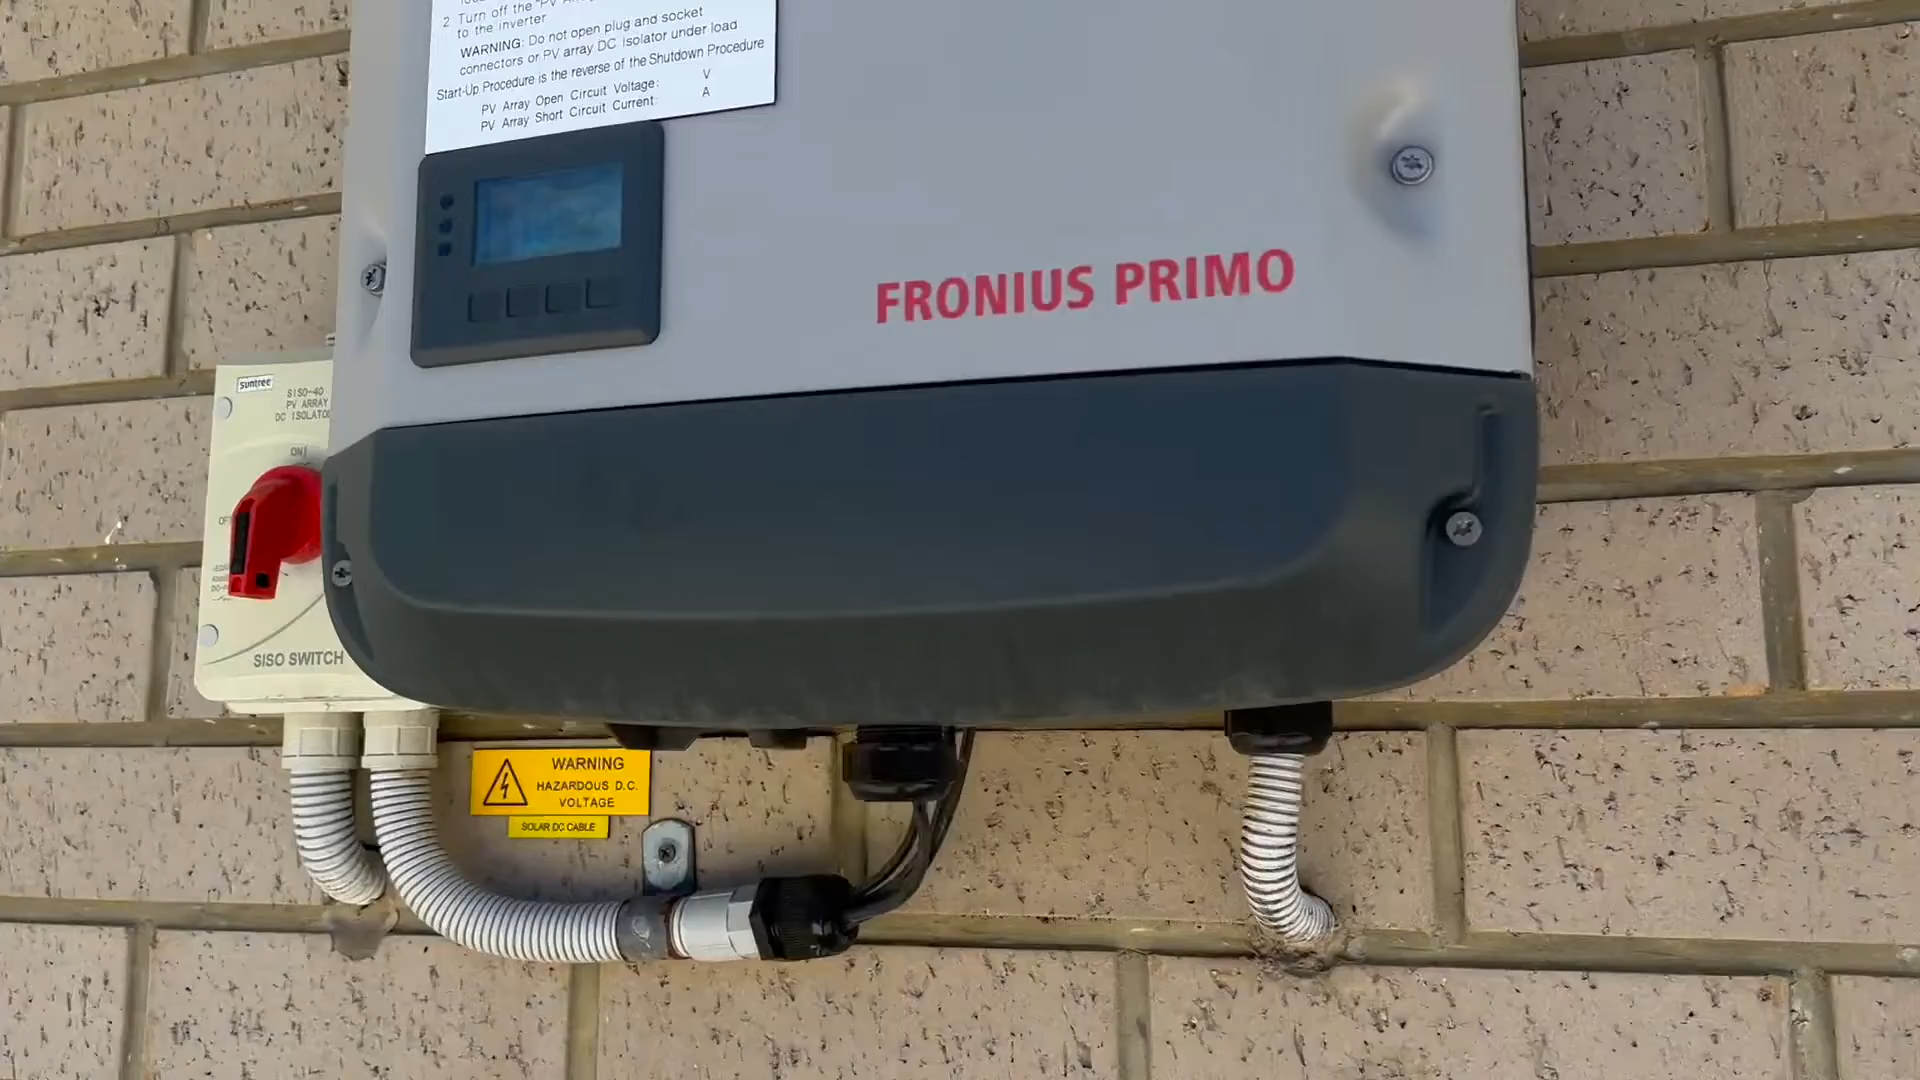 2 Turn off the "PV
to the inverter
WARNING: Do not open plug and socket
connectors or PV array DC isolator under load
Start-Up Procedure is the reverse of the Shutdown Procedure
PV Array Open Circuit Voltage: V
PV Array Short Circuit Current: A
FRONIUS PRIMO
suntree
SISO-40
PV ARRAY
DC ISOLATO
ON
SISO SWITCH
WARNING
HAZARDOUS D.C.
VOLTAGE
SOLAR DC CABLE